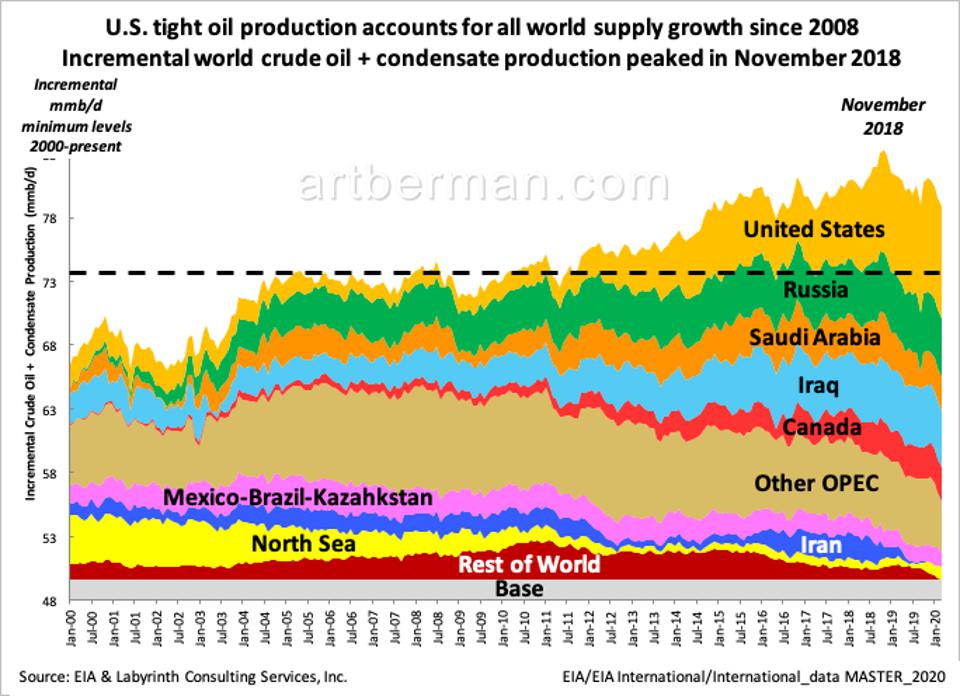 U.S. tight oil production accounts for all world supply growth since 2008
Incremental world crude oil + condensate production peaked in November 2018
Incremental
mmb/d
minimum levels
2000-present
November
2018
artberman.com
Incremental Crude Oil + Condensate Production (mmb/d)
78
73
68
63
58
53
48
United States
Russia
Saudi Arabia
Iraq
Canada
Other OPEC
Mexico-Brazil-Kazahkstan
Iran
North Sea
Rest of World
Base
Jan-00
Jul-00
Jan-01
Jul-01
Jan-02
Jul-02
Jan-03
Jul-03
Jan-04
Jul-04
Jan-05
Jul-05
Jan-06
Jul-06
Jan-07
Jul-07
Jan-08
Jul-08
Jan-09
Jul-09
Jan-10
Jul-10
Jan-11
Jul-11
Jan-12
Jul-12
Jan-13
Jul-13
Jan-14
Jul-14
Jan-15
Jul-15
Jan-16
Jul-16
Jan-17
Jul-17
Jan-18
Jul-18
Jan-19
Jul-19
Jan-20
Source: EIA & Labyrinth Consulting Services, Inc.
EIA/EIA International/International_data MASTER_2020